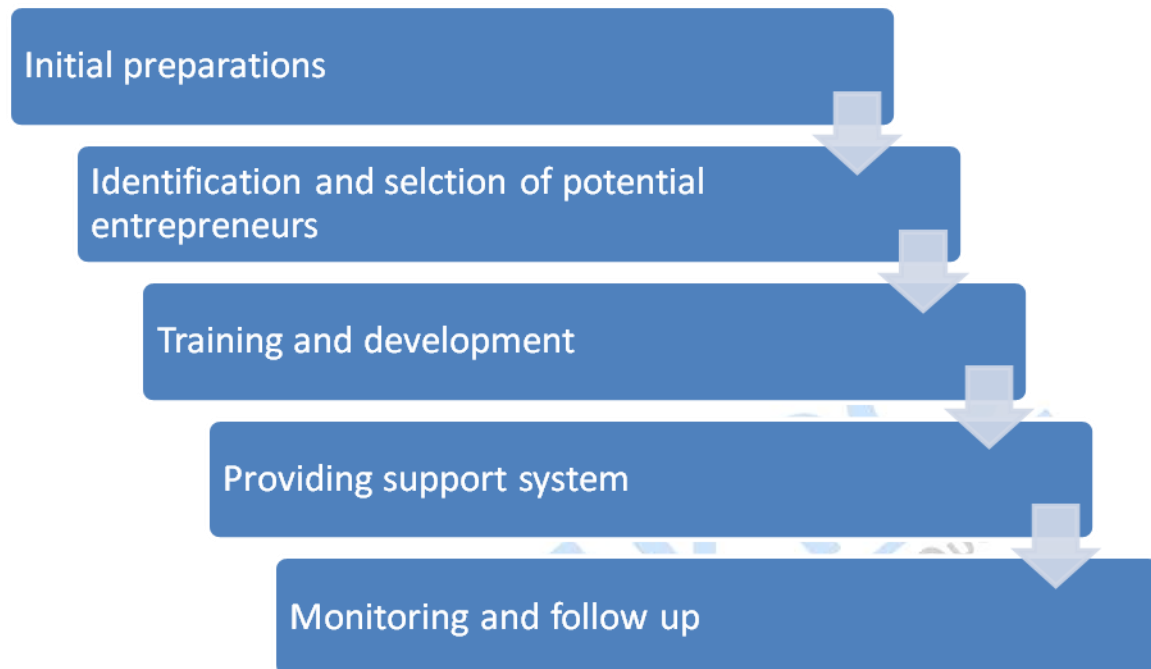 Initial preparations
Identification and selction of potential
entrepreneurs
Training and development
Providing support system
Monitoring and follow up